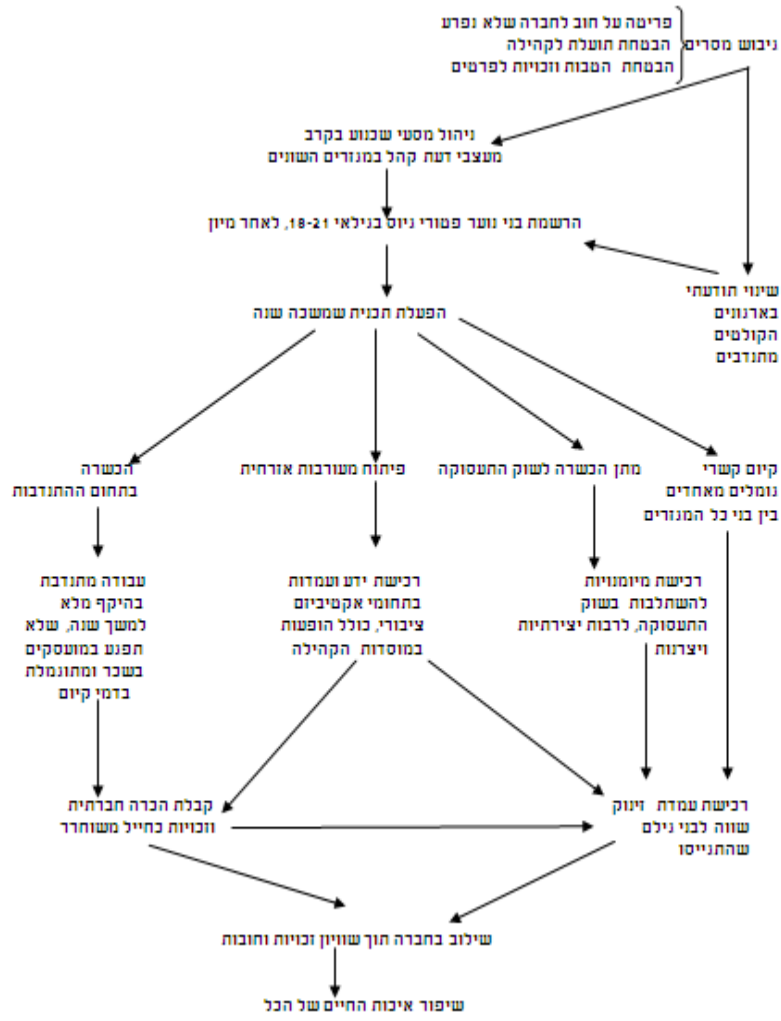 פריטה על חוב לחברה שלא נפרע
גיבוש מסרים
הבטחת תועלת לקהילה
הבטחת הטבות וזכויות לפרטים
ניהול מסעי שכנוע בקרב
מעצבי דעת קהל במגזרים השונים
הרשמת בני נוער פטורי גיוס בגילאי 18-21, לאחר מיון
שינוי תודעתי
בארגונים
הקולטים
מתנדבים
הפעלת תכנית שמשכה שנה
קיום קשרי
גומלים מאחדים
בין בני כל המגזרים
מתן הכשרה לשוק התעסוקה
פיתוח מעורבות אזרחית
הכשרה
בתחום ההתנדבות
רכישת מיומנויות
להשתלבות בשוק
התעסוקה, לרבות יצירתיות
ויצרנות
רכישת ידע ועמדות
בתחומי אקטיביזם
ציבורי, כולל הופעות
במוסדות הקהילה
עבודה מתנדבת
בהיקף מלא
למשך שנה, שלא
תפגע במועסקים
בשכר ומתוגמלת
בדמי קיום
רכישת עמדת זינוק
שווה לבני גילם
שהתגייסו
קבלת הכרה חברתית
וזכויות כחייל משוחרר
שילוב בחברה תוך שוויון זכויות וחובות
שיפור איכות החיים של הכל